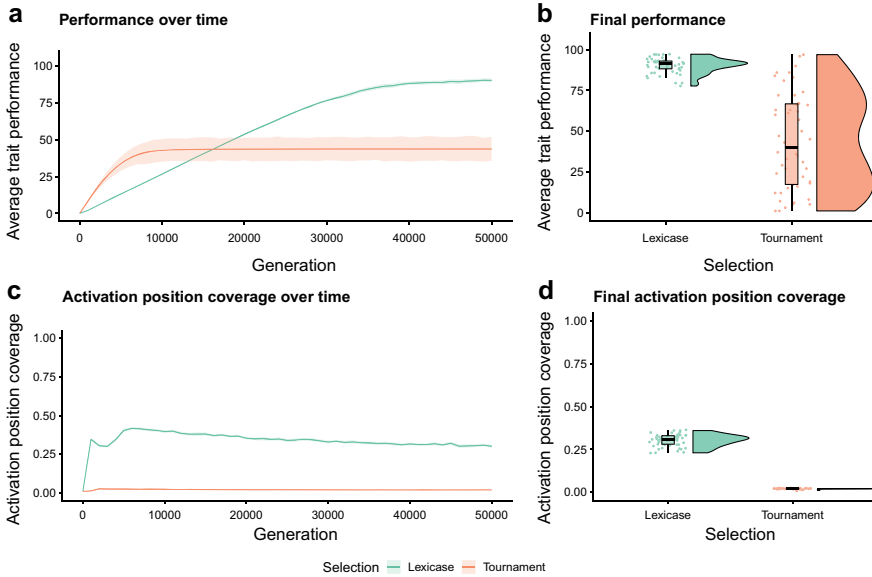 a
Performance over time
Average trait performance
100
75
50
25
0
0
10000
20000
30000
40000
50000
Generation
b
Final performance
Average trait performance
100
75
50
25
0
Lexicase
Tournament
Selection
c
Activation position coverage over time
Activation position coverage
1.00
0.75
0.50
0.25
0.00
0
10000
20000
30000
40000
50000
Generation
d
Final activation position coverage
Activation position coverage
1.00
0.75
0.50
0.25
0.00
Lexicase
Tournament
Selection
Selection Lexicase Tournament